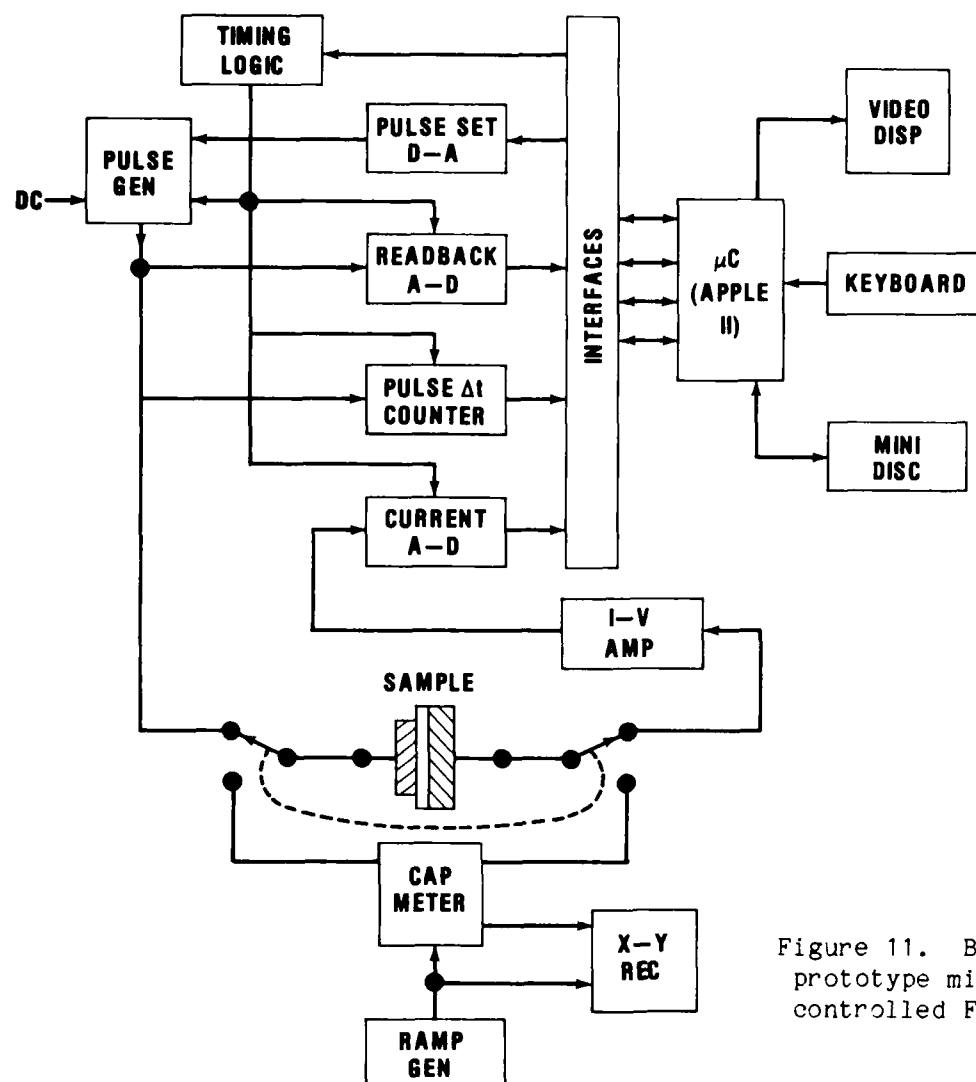 TIMING
LOGIC
PULSE SET
D-A
VIDEO
DISP
PULSE
GEN
DC
READBACK
A-D
INTERFACES
μC
(APPLE
II)
KEYBOARD
PULSE Δt
COUNTER
MINI
DISC
CURRENT
A-D
I-V
AMP
SAMPLE
CAP
METER
X-Y
REC
RAMP
GEN
Figure 11. B
prototype mi
controlled F